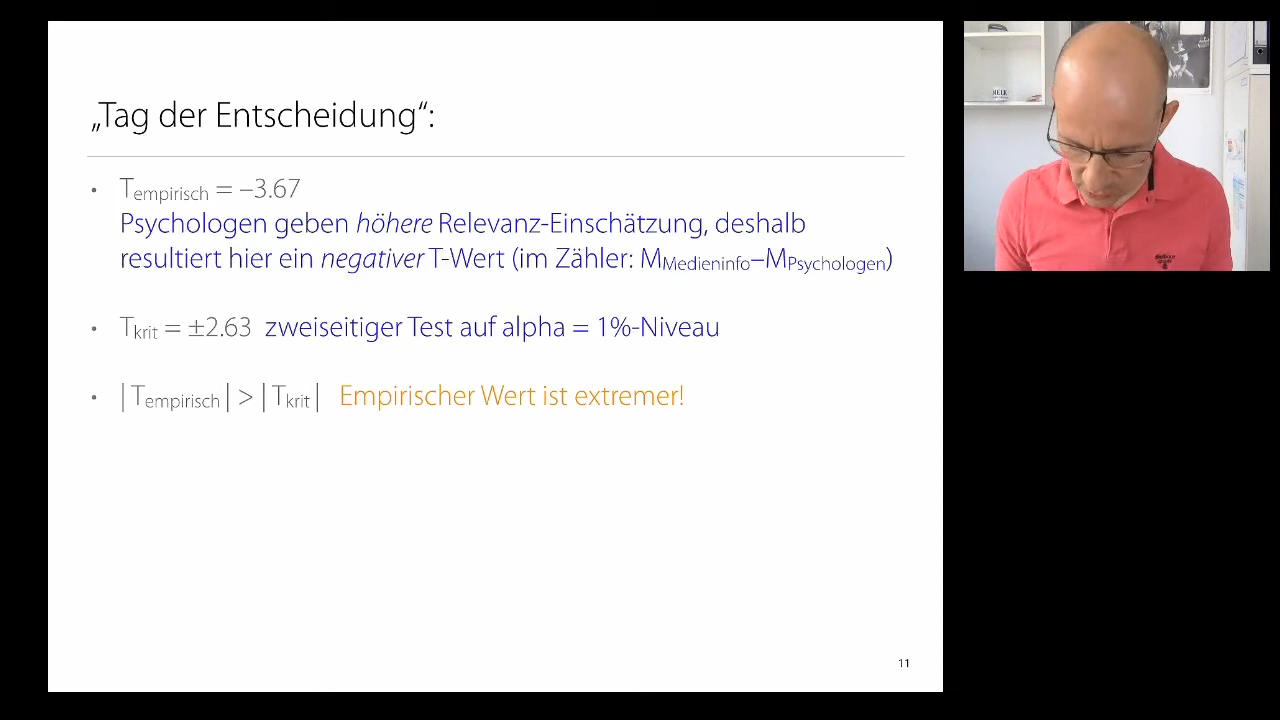 „Tag der Entscheidung“:
• Tempirisch = –3.67
Psychologen geben höhere Relevanz-Einschätzung, deshalb
resultiert hier ein negativer T-Wert (im Zähler: MMedieninfo–MPsychologen)
• Tkrit = ±2.63 zweiseitiger Test auf alpha = 1%-Niveau
• |Tempirisch| > |Tkrit| Empirischer Wert ist extremer!
11